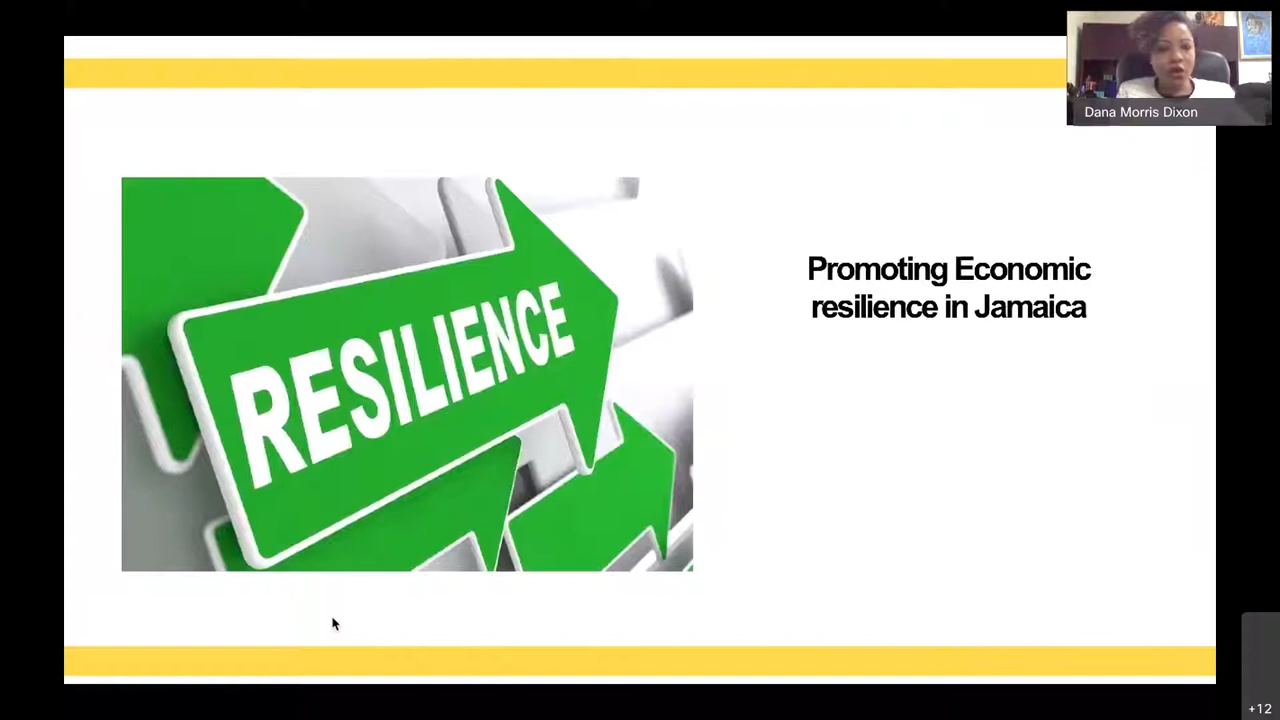 Dana Morris Dixon
RESILIENCE
Promoting Economic
resilience in Jamaica
+12